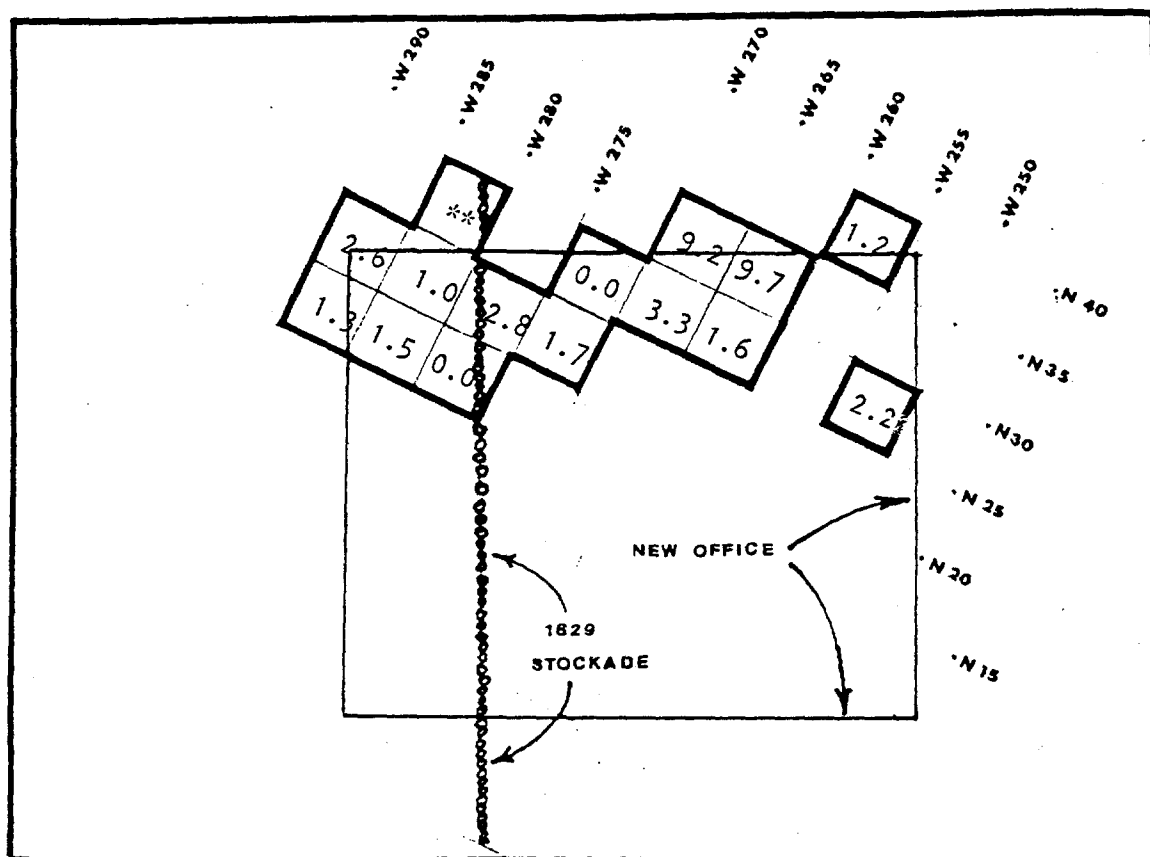 ·W 290
·W 285
·W 280
·W 275
·W 270
·W 265
·W 260
·W 255
·W 250
**
1.2
2.6
1.0
2.8
0.0
9.2
9.7
1.3
1.5
0.0
1.7
3.3
1.6
2.2
·N 40
·N 35
·N 30
·N 25
·N 20
·N 15
NEW OFFICE
1829
STOCKADE